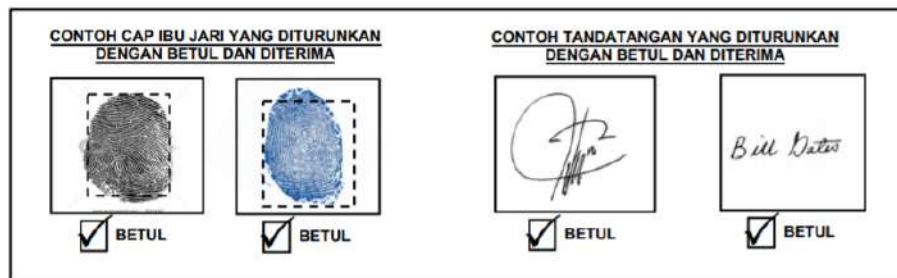 CONTOH CAP IBU JARI YANG DITURUNKAN
DENGAN BETUL DAN DITERIMA
BETUL
BETUL
CONTOH TANDATANGAN YANG DITURUNKAN
DENGAN BETUL DAN DITERIMA
Bill Gates
BETUL
BETUL